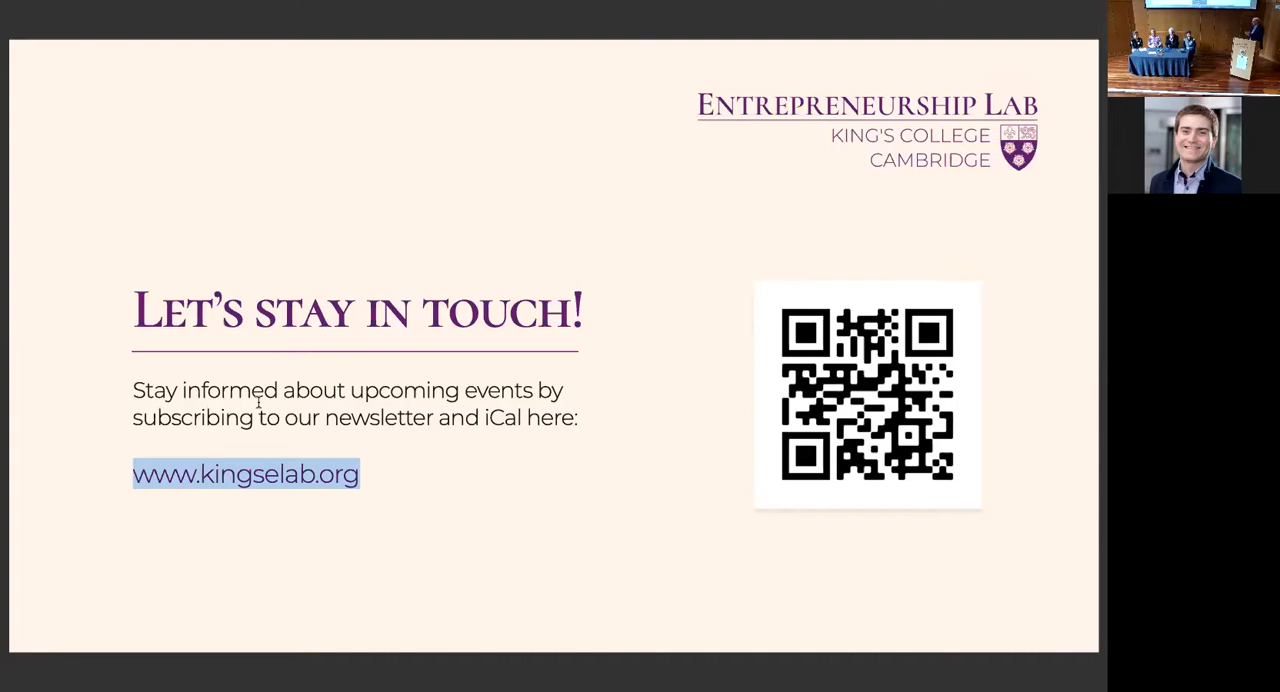 ENTREPRENEURSHIP LAB
KING'S COLLEGE
CAMBRIDGE
LET'S STAY IN TOUCH!
Stay informed about upcoming events by
subscribing to our newsletter and iCal here:
www.kingselab.org